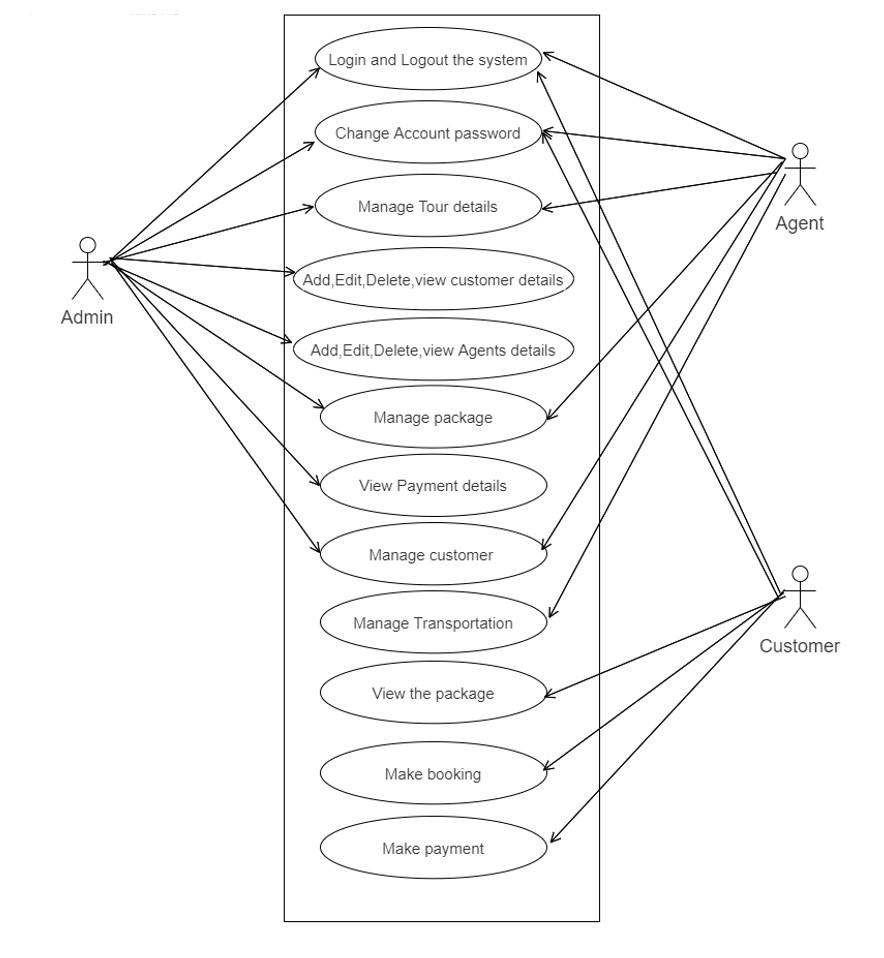 Login and Logout the system
Change Account password
Manage Tour details
Agent
Add,Edit,Delete,view customer details
Admin
Add,Edit,Delete,view Agents details
Manage package
View Payment details
Manage customer
Manage Transportation
Customer
View the package
Make booking
Make payment